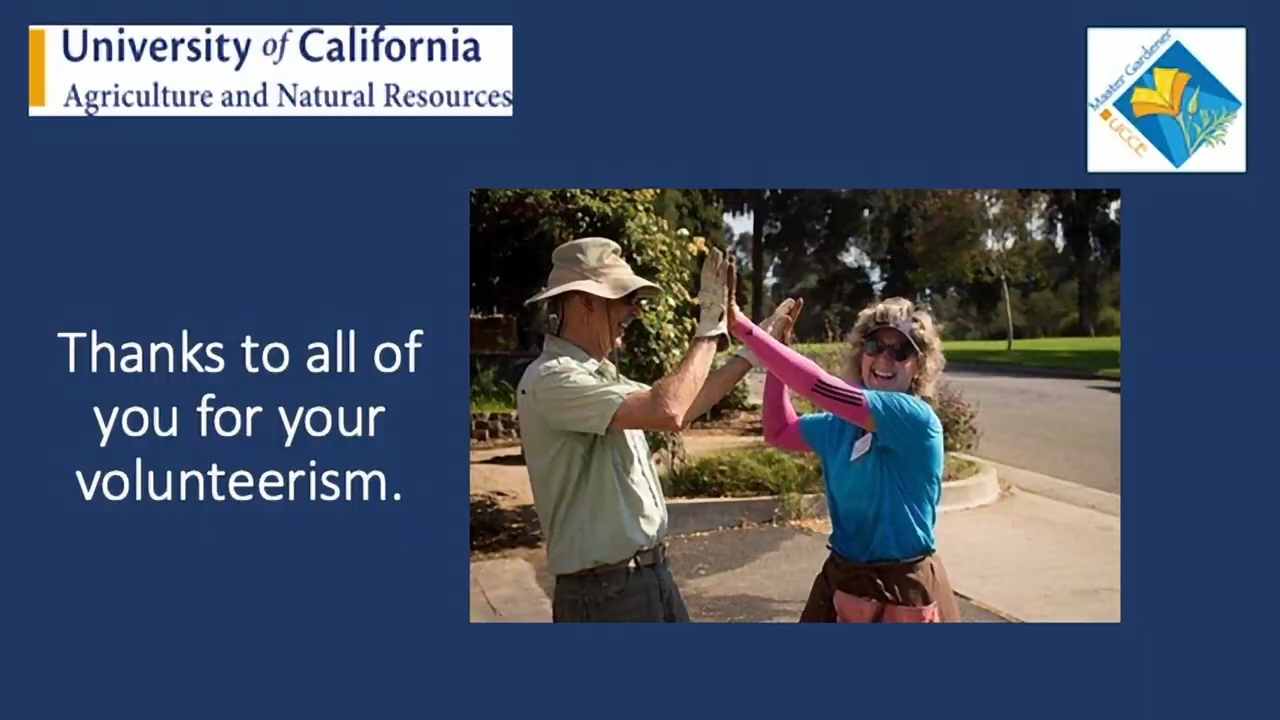 University of California
Agriculture and Natural Resources
Master Gardener
UCCE
Thanks to all of
you for your
volunteerism.